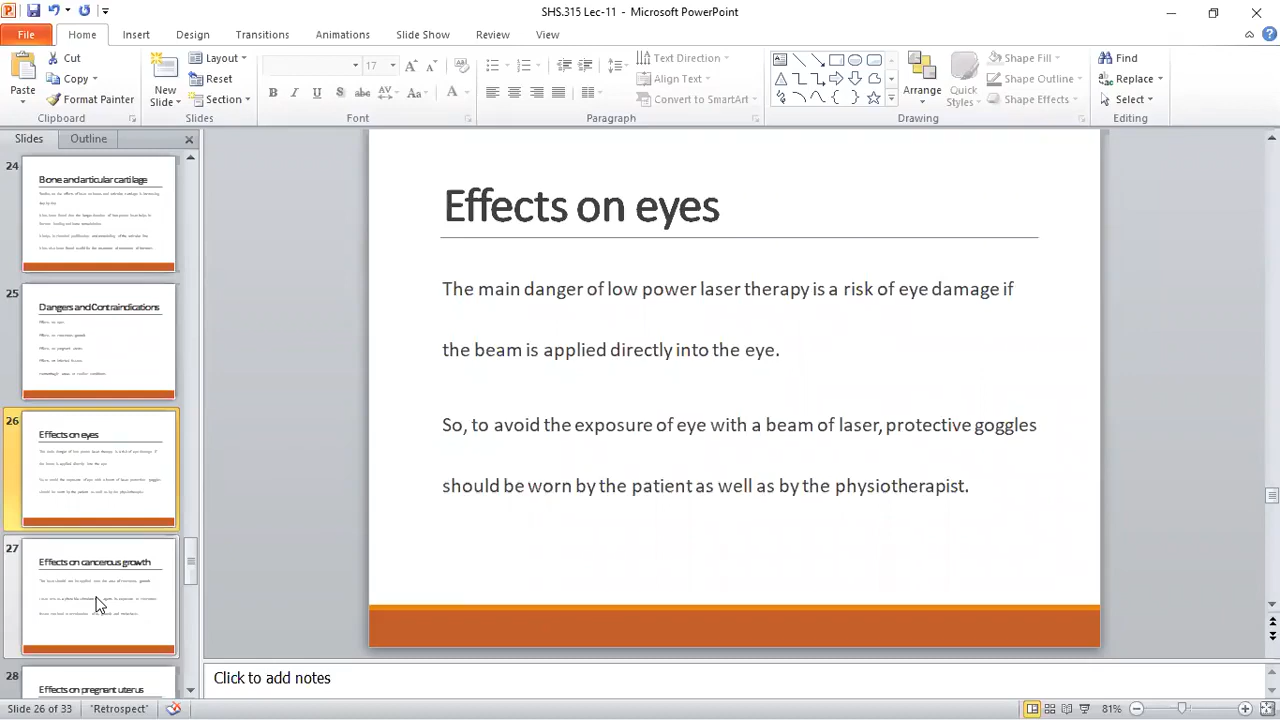 SHS.315 Lec-11 - Microsoft PowerPoint
File Home Insert Design Transitions Animations Slide Show Review View
Cut Layout 17 Text Direction Shape Fill Find
Copy Reset Align Text Shape Outline Replace
Paste Format Painter New Slide Section Convert to SmartArt Arrange Quick Styles Shape Effects Select
Clipboard Slides Font Paragraph Drawing Editing
Slides Outline
24
Bone and articular cartilage
25
Dangers and Contraindications
26
Effects on eyes
27
Effects on cancerous growth
28
Effects on pregnant uterus
Effects on eyes
The main danger of low power laser therapy is a risk of eye damage if
the beam is applied directly into the eye.
So, to avoid the exposure of eye with a beam of laser, protective goggles
should be worn by the patient as well as by the physiotherapist.
Click to add notes
Slide 26 of 33 "Retrospect" 81%